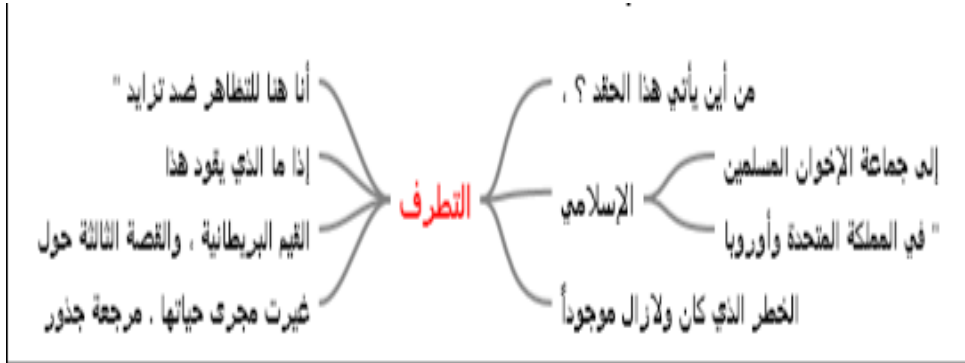 من أين يأتي هذا الحقد ؟ ،
إلى جماعة الإخوان المسلمين
الإسلامي
" في المملكة المتحدة وأوروبا
الخطر الذي كان ولازال موجوداً
التطرف
أنا هنا للتظاهر ضد تزايد "
إذا ما الذي يقود هذا
القيم البريطانية ، والقصة الثالثة حول
غيرت مجرى حياتها ، مرجعة جذور